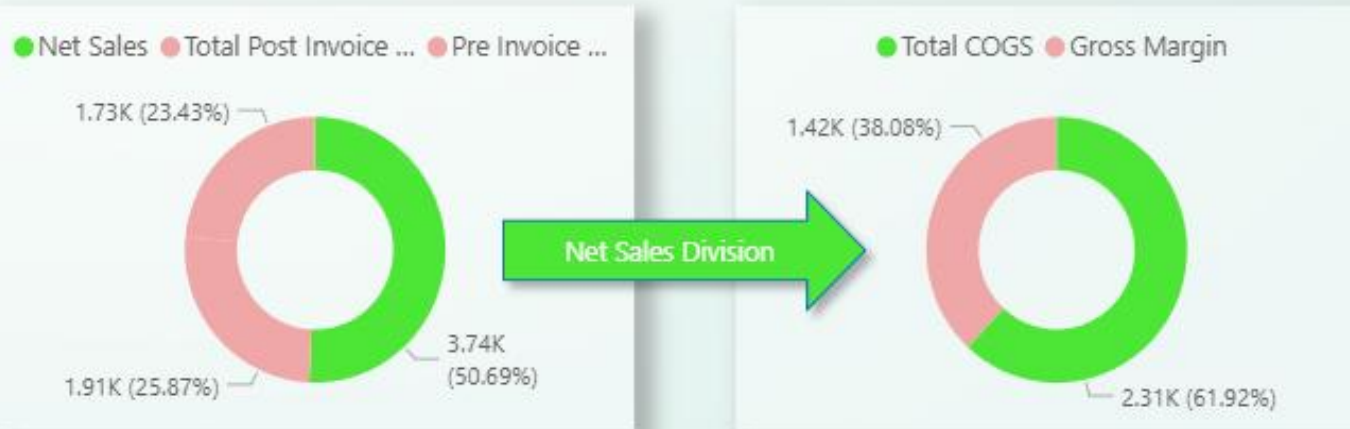 Net Sales Total Post Invoice ... Pre Invoice ...
1.73K (23.43%)
3.74K
(50.69%)
1.91K (25.87%)
Net Sales Division
Total COGS Gross Margin
1.42K (38.08%)
2.31K (61.92%)